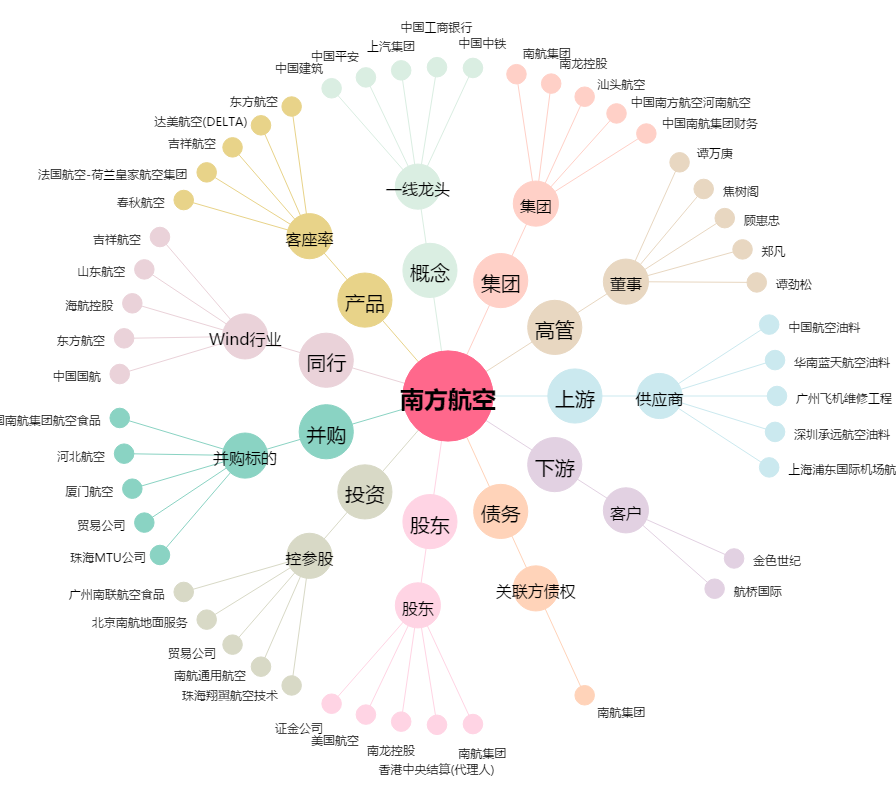 中国工商银行
中国平安
上汽集团
中国中铁
中国建筑
南航集团
南龙控股
汕头航空
中国南方航空河南航空
中国南航集团财务
东方航空
达美航空(DELTA)
吉祥航空
法国航空-荷兰皇家航空集团
春秋航空
一线龙头
集团
谭万庚
焦树阁
顾惠忠
郑凡
谭劲松
客座率
概念
集团
董事
吉祥航空
山东航空
海航控股
东方航空
中国国航
产品
高管
Wind行业
同行
中国航空油料
华南蓝天航空油料
广州飞机维修工程
深圳承远航空油料
上海浦东国际机场航
南方航空
上游
供应商
国南航集团航空食品
河北航空
厦门航空
贸易公司
珠海MTU公司
并购
并购标的
下游
客户
金色世纪
航桥国际
投资
股东
债务
控参股
股东
关联方债权
广州南联航空食品
北京南航地面服务
贸易公司
南航通用航空
珠海翔翼航空技术
证金公司
美国航空
南龙控股
香港中央结算(代理人)
南航集团
南航集团